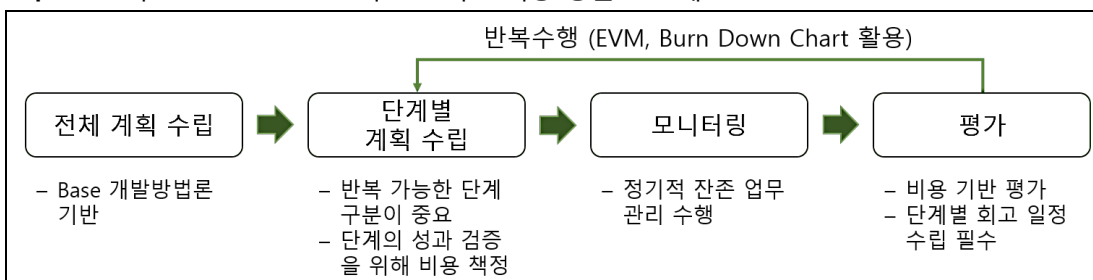 반복수행 (EVM, Burn Down Chart 활용)
전체 계획 수립
단계별
계획 수립
모니터링
평가
– Base 개발방법론
기반
– 반복 가능한 단계
구분이 중요
– 단계의 성과 검증
을 위해 비용 책정
– 정기적 잔존 업무
관리 수행
– 비용 기반 평가
– 단계별 회고 일정
수립 필수